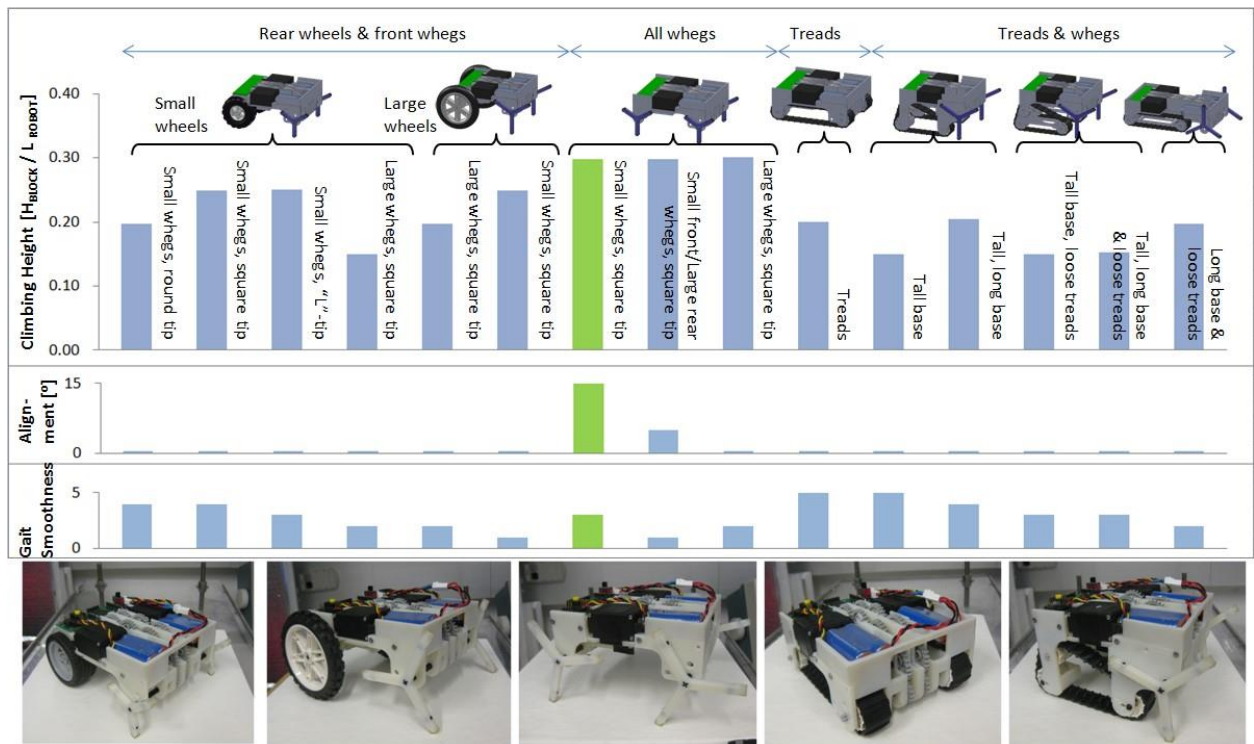 Rear wheels & front whegs
All whegs
Treads
Treads & whegs
Small
wheels
Large
wheels
Climbing Height [HBLOCK / L ROBOT]
0.40
0.30
0.20
0.10
0.00
Small whegs, round tip
Small whegs, square tip
Small whegs, “L”-tip
Large whegs, square tip
Large whegs, square tip
Small whegs, square tip
Small whegs, square tip
Small front/Large rear
whegs, square tip
Large whegs, square tip
Treads
Tall base
Tall, long base
Tall base, loose treads
Tall, long base
& loose treads
Long base &
loose treads
Align-
ment [º]
15
0
Gait
Smoothness
5
0